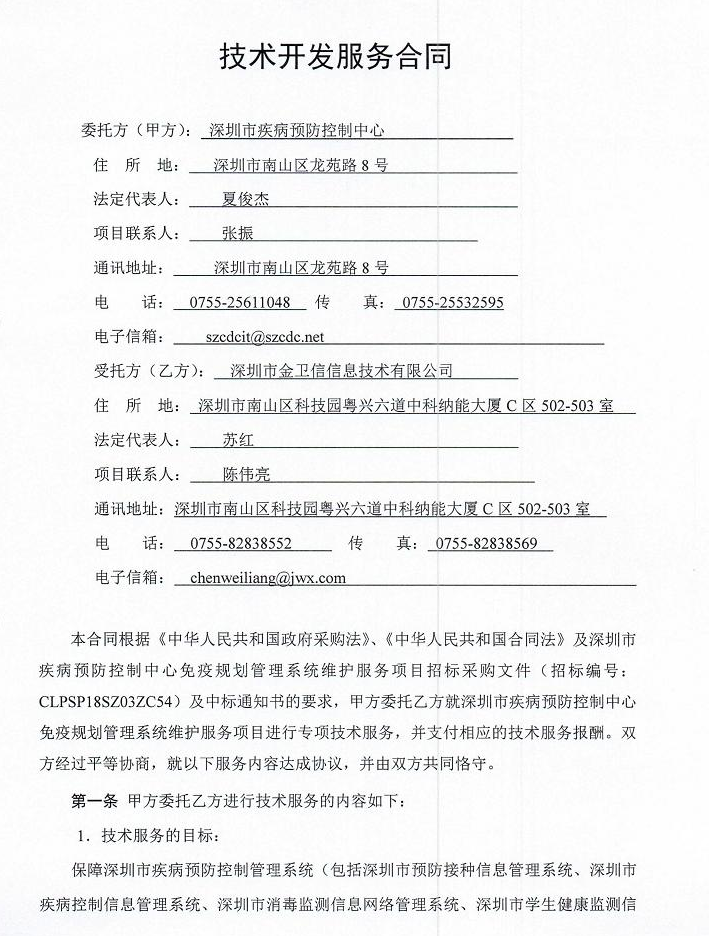 技术开发服务合同
委托方（甲方）： 深圳市疾病预防控制中心
住 所 地： 深圳市南山区龙苑路 8 号
法定代表人： 夏俊杰
项目联系人： 张振
通讯地址： 深圳市南山区龙苑路 8 号
电 话： 0755-25611048 传 真： 0755-25532595
电子信箱： szcdcit@szcdc.net
受托方（乙方）： 深圳市金卫信信息技术有限公司
住 所 地： 深圳市南山区科技园粤兴六道中科纳能大厦 C 区 502-503 室
法定代表人： 苏红
项目联系人： 陈伟亮
通讯地址：深圳市南山区科技园粤兴六道中科纳能大厦 C 区 502-503 室
电 话： 0755-82838552 传 真： 0755-82838569
电子信箱： chenweiliang@jwx.com
本合同根据《中华人民共和国政府采购法》、《中华人民共和国合同法》及深圳市
疾病预防控制中心免疫规划管理系统维护服务项目招标采购文件（招标编号：
CLPSP18SZ03ZC54）及中标通知书的要求，甲方委托乙方就深圳市疾病预防控制中心
免疫规划管理系统维护服务项目进行专项技术服务，并支付相应的技术服务报酬。双
方经过平等协商，就以下服务内容达成协议，并由双方共同恪守。
第一条 甲方委托乙方进行技术服务的内容如下：
1．技术服务的目标：
保障深圳市疾病预防控制管理系统（包括深圳市预防接种信息管理系统、深圳市
疾病控制信息管理系统、深圳市消毒监测信息网络管理系统、深圳市学生健康监测信